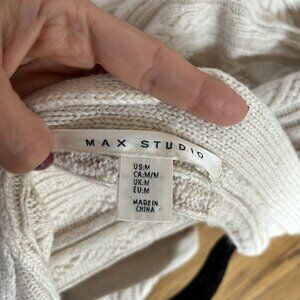 MAX STUDIO
US:M
CA:M/M
UK:M
EU:M
MADE IN
CHINA